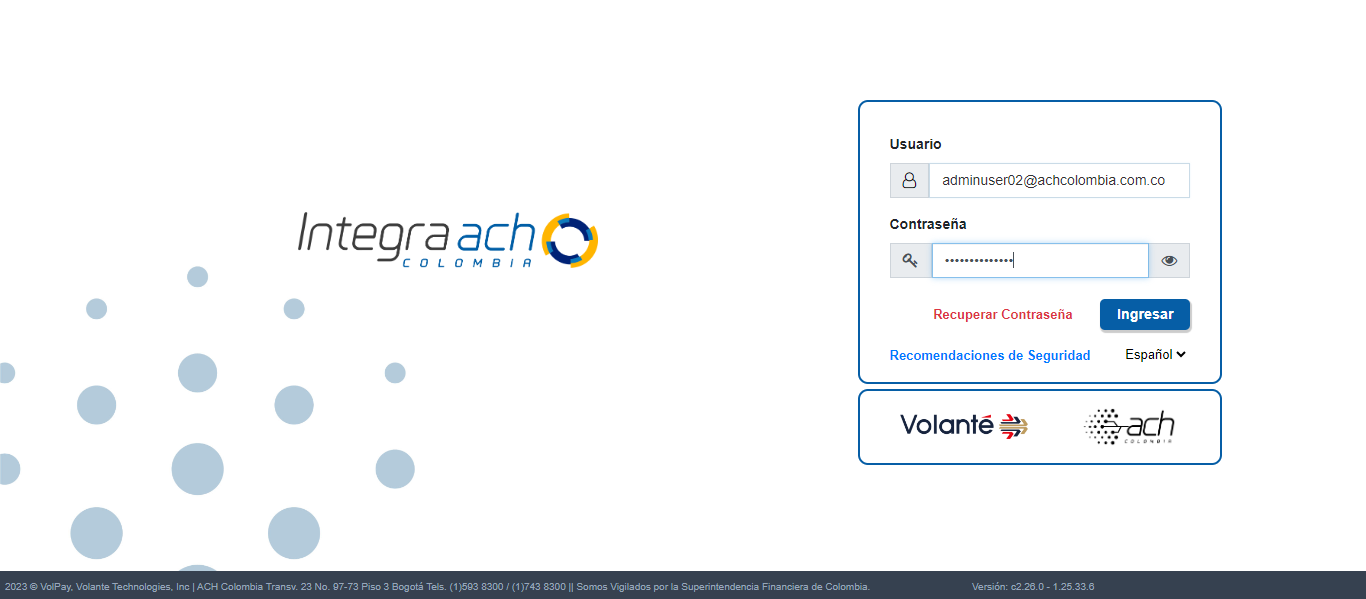 Integra ach
COLOMBIA
Usuario
adminuser02@achcolombia.com.co
Contraseña
••••••••••••••
Recuperar Contraseña
Ingresar
Recomendaciones de Seguridad
Español
Volanté
ach
COLOMBIA
2023 © VolPay, Volante Technologies, Inc | ACH Colombia Transv. 23 No. 97-73 Piso 3 Bogotá Tels. (1)593 8300 / (1)743 8300 || Somos Vigilados por la Superintendencia Financiera de Colombia.
Versión: c2.26.0 - 1.25.33.6